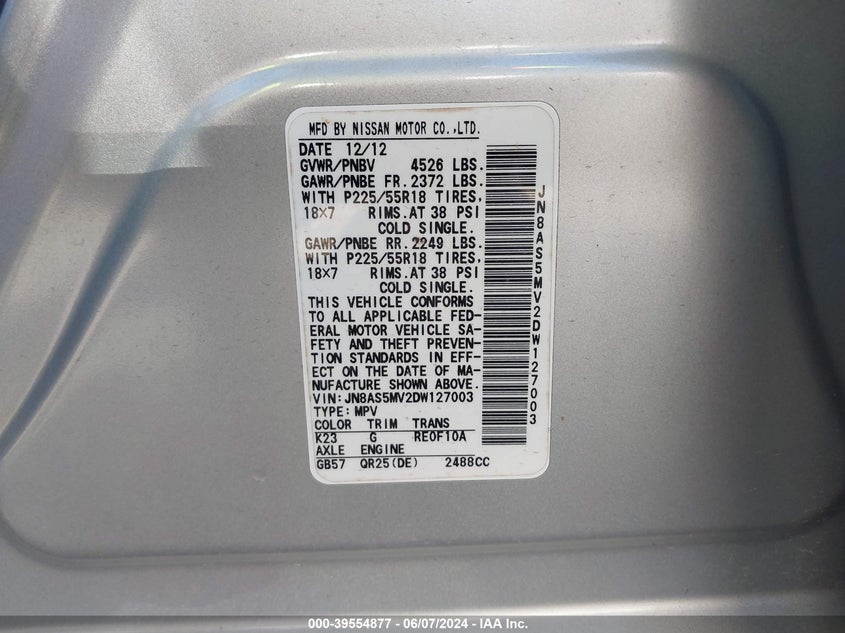 MFD BY NISSAN MOTOR CO.,LTD.
DATE 12/12
GVWR/PNBV 4526 LBS.
GAWR/PNBE FR. 2372 LBS.
WITH P225/55R18 TIRES,
18X7 RIMS.AT 38 PSI
COLD SINGLE.
GAWR/PNBE RR. 2249 LBS.
WITH P225/55R18 TIRES,
18X7 RIMS.AT 38 PSI
COLD SINGLE.
THIS VEHICLE CONFORMS
TO ALL APPLICABLE FED-
ERAL MOTOR VEHICLE SA-
FETY AND THEFT PREVEN-
TION STANDARDS IN EFF-
ECT ON THE DATE OF MA-
NUFACTURE SHOWN ABOVE.
VIN:JN8AS5MV2DW127003
TYPE:MPV
COLOR TRIM TRANS
K23 G RE0F10A
AXLE ENGINE
GB57 QR25(DE) 2488CC
JN8AS5MV2DW127003
000-39554877 - 06/07/2024 - IAA Inc.